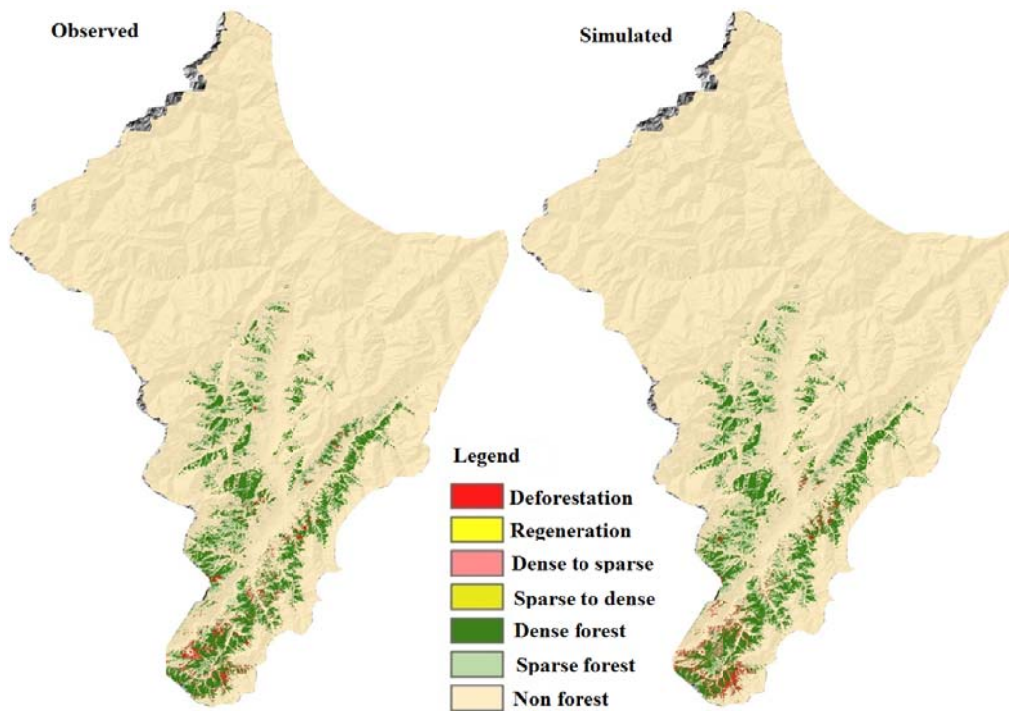 Observed
Simulated
Legend
Deforestation
Regeneration
Dense to sparse
Sparse to dense
Dense forest
Sparse forest
Non forest